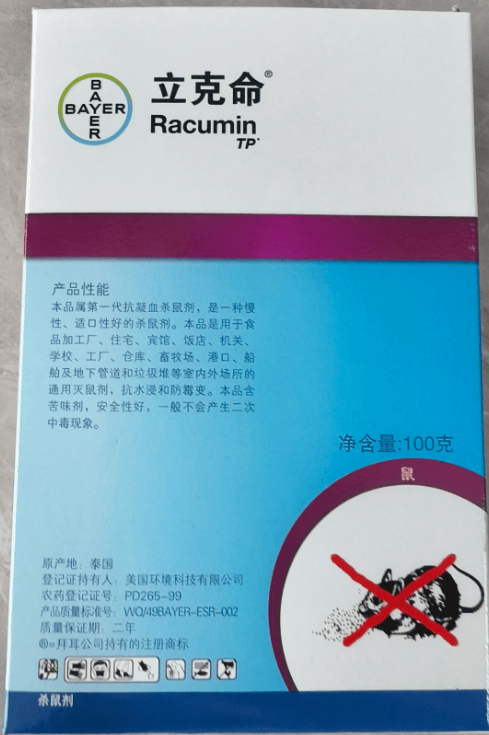 BAYER
BAYER
立克命®
Racumin
TP
产品性能
本品属第一代抗凝血杀鼠剂，是一种慢
性、适口性好的杀鼠剂。本品是用于食
品加工厂、住宅、宾馆、饭店、机关、
学校、工厂、仓库、畜牧场、港口、船
舶及地下管道和垃圾堆等室内外场所的
通用灭鼠剂，抗水浸和防霉变。本品含
苦味剂，安全性好，一般不会产生二次
中毒现象。
净含量:100克
鼠
原产地：泰国
登记证持有人：美国环境科技有限公司
农药登记证号：PD265-99
产品质量标准号：WQ/49BAYER-ESR-002
质量保证期：二年
®=拜耳公司持有的注册商标
杀鼠剂